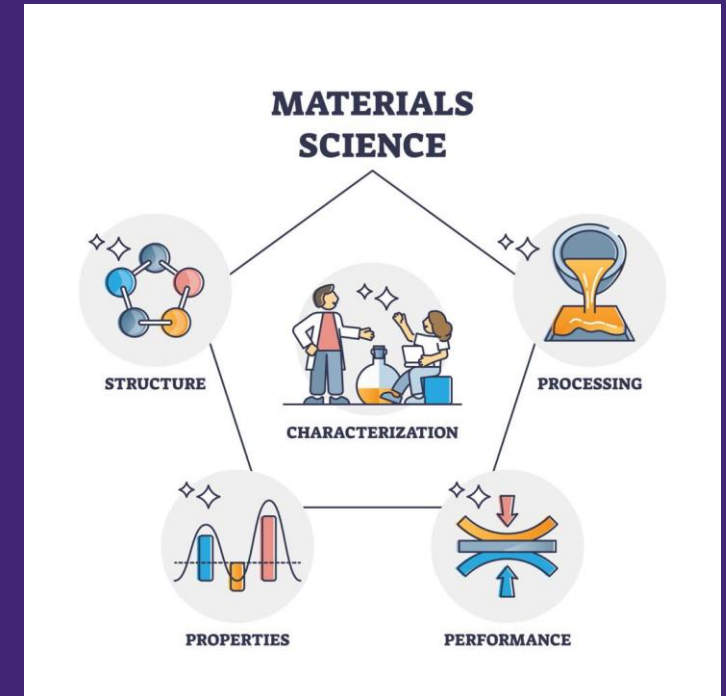 MATERIALS
SCIENCE
STRUCTURE
PROCESSING
CHARACTERIZATION
PROPERTIES
PERFORMANCE